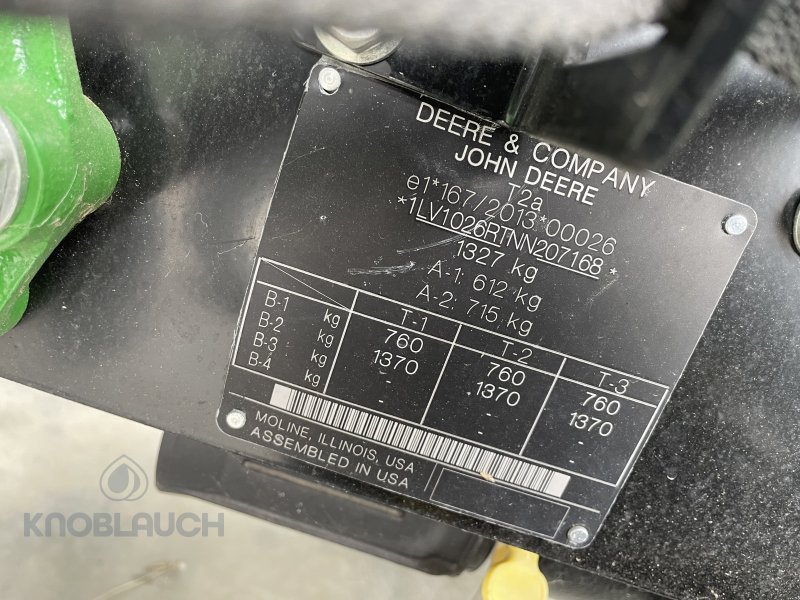 DEERE & COMPANY
JOHN DEERE
T2a
e1*167/2013*00026
*1LV1026RTNN207168*
1327 kg
A-1: 612 kg
A-2: 715 kg
T-1 T-2 T-3
B-1 kg 760 760 760
B-2 kg 1370 1370 1370
B-3 kg - - -
B-4 kg - - -
MOLINE, ILLINOIS, USA
ASSEMBLED IN USA
KNOBLAUCH